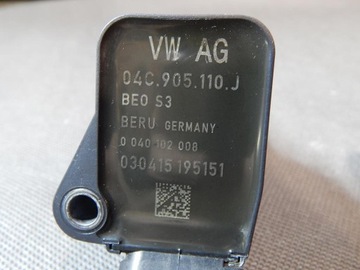 VW AG
04C.905.110.J
BEO S3
BERU GERMANY
0 040 102 008
030415 195151